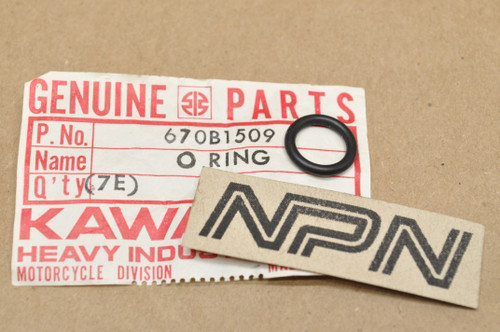 GENUINE PARTS
P. No. 670B1509
Name O RING
Q'ty (7E)
KAWA
HEAVY INDU
MOTORCYCLE DIVISION
NPN